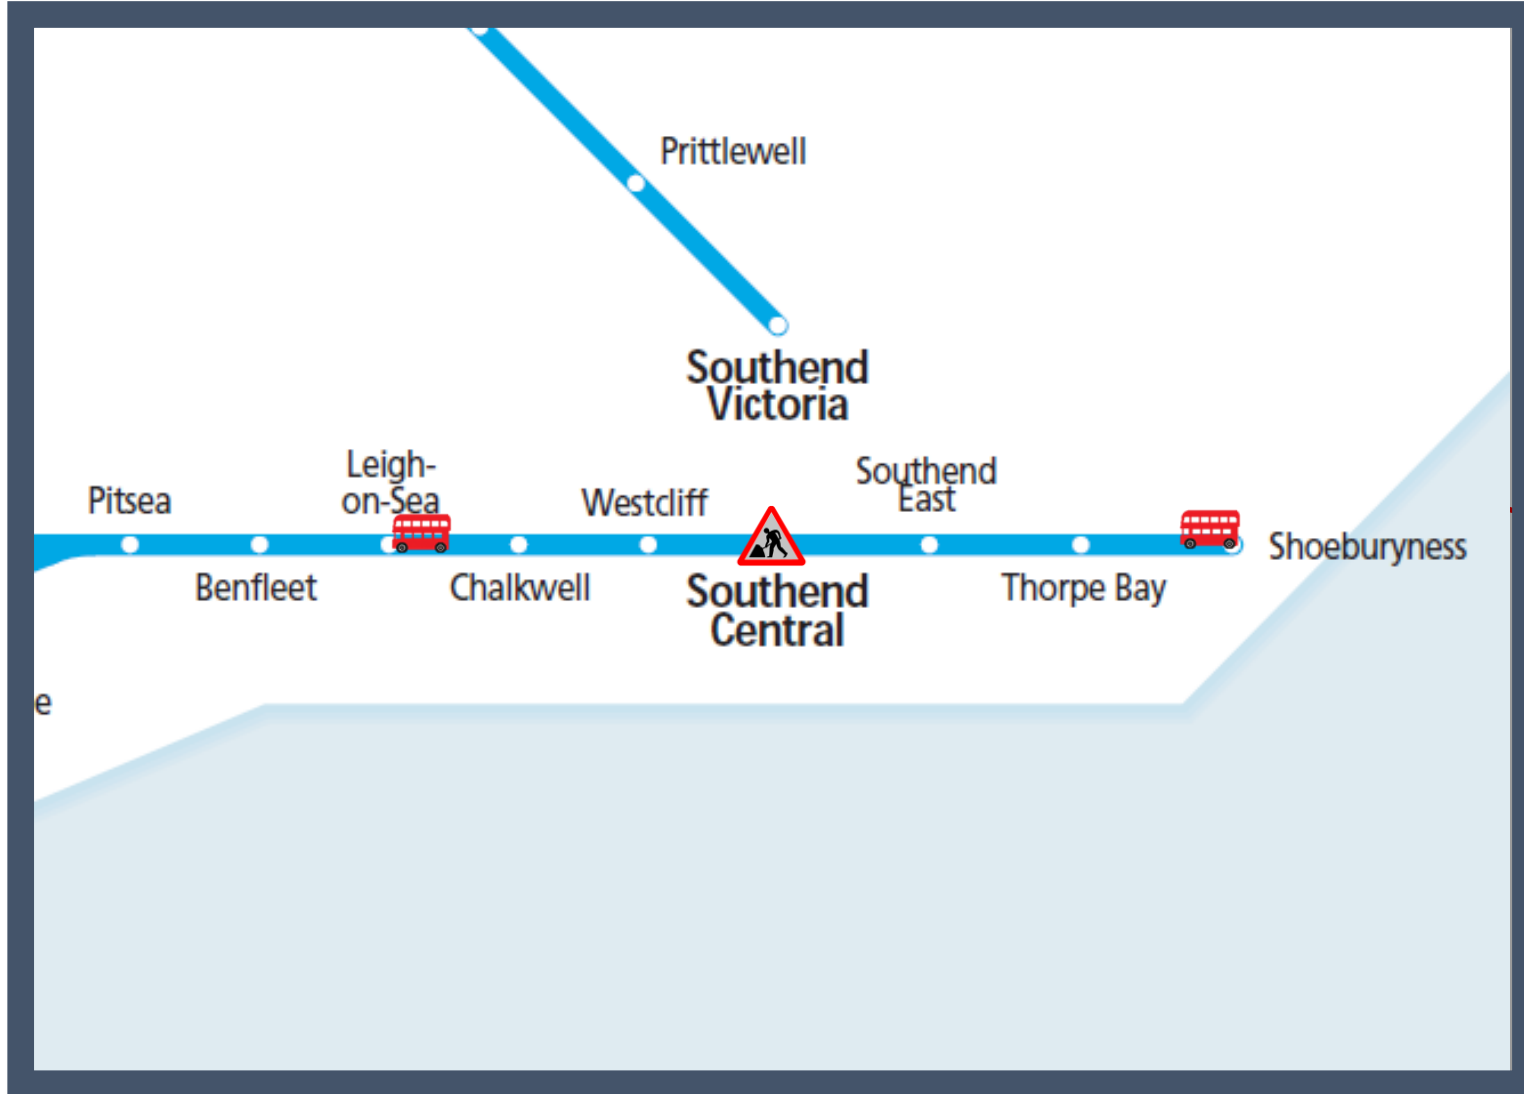 Prittlewell
Southend
Victoria
Leigh-
on-Sea
Pitsea
Westcliff
Southend
East
Shoeburyness
Benfleet
Chalkwell
Southend
Central
Thorpe Bay
e